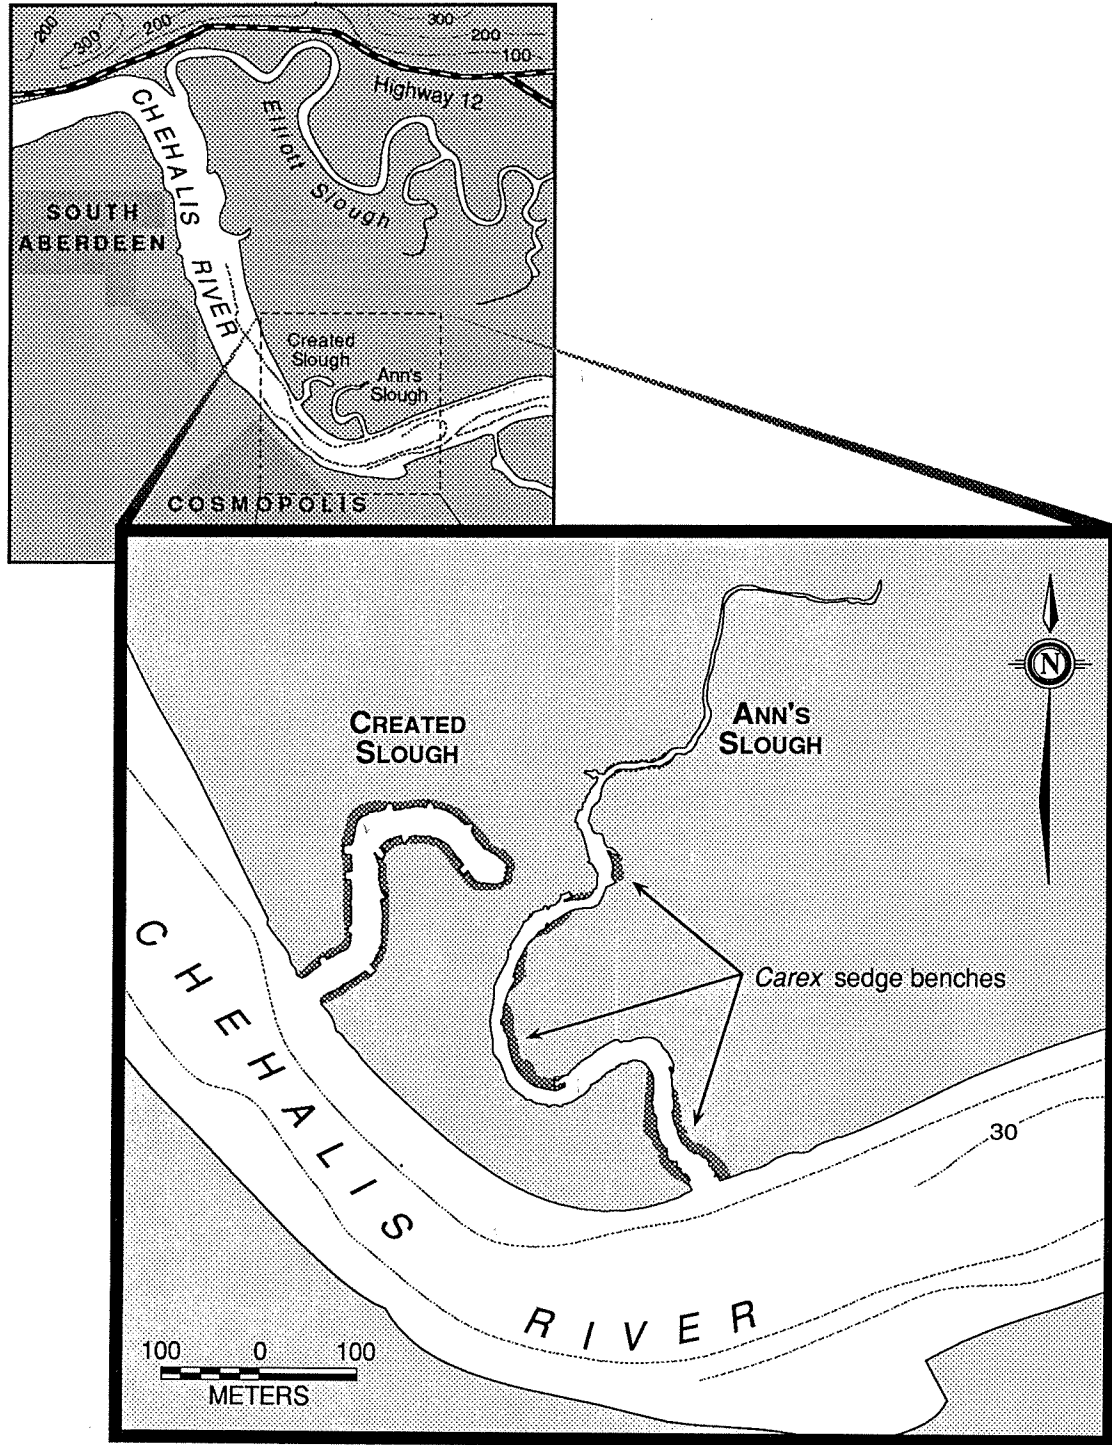 200
300
200
300
200
100
Highway 12
Elliott Slough
CHEHALIS RIVER
SOUTH
ABERDEEN
Created
Slough
Ann's
Slough
COSMOPOLIS
N
CREATED
SLOUGH
ANN'S
SLOUGH
Carex sedge benches
CHEHALIS RIVER
30
100 0 100
METERS